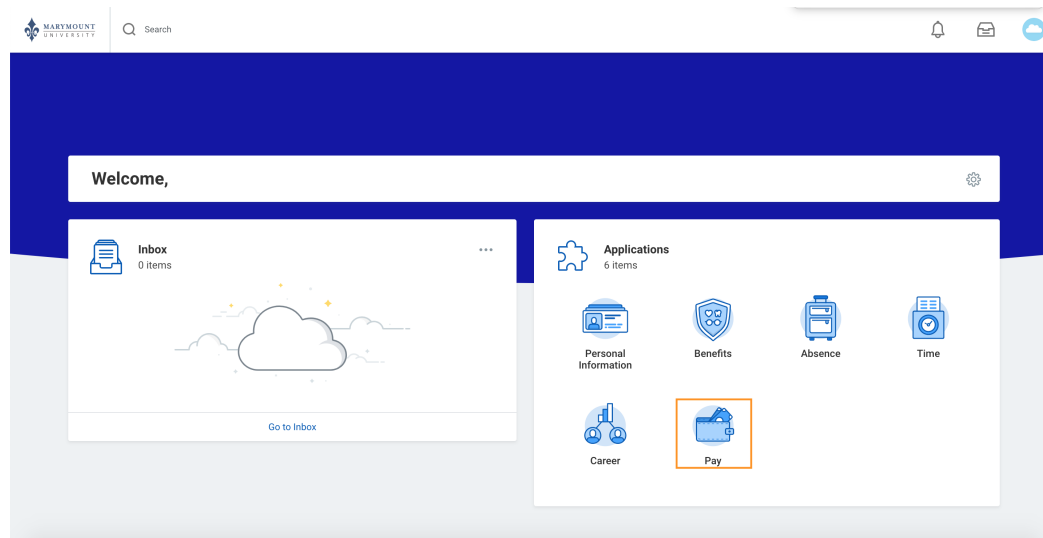 MARYMOUNT
UNIVERSITY
Search
Welcome,
Inbox
0 items
Go to Inbox
Applications
6 items
Personal
Information
Benefits
Absence
Time
Career
Pay